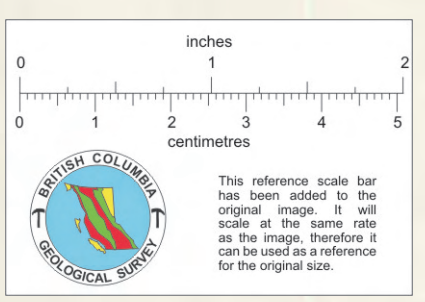 inches
0 1 2
0 1 2 3 4 5
centimetres
BRITISH COLUMBIA
GEOLOGICAL SURVEY
This reference scale bar
has been added to the
original image. It will
scale at the same rate
as the image, therefore it
can be used as a reference
for the original size.